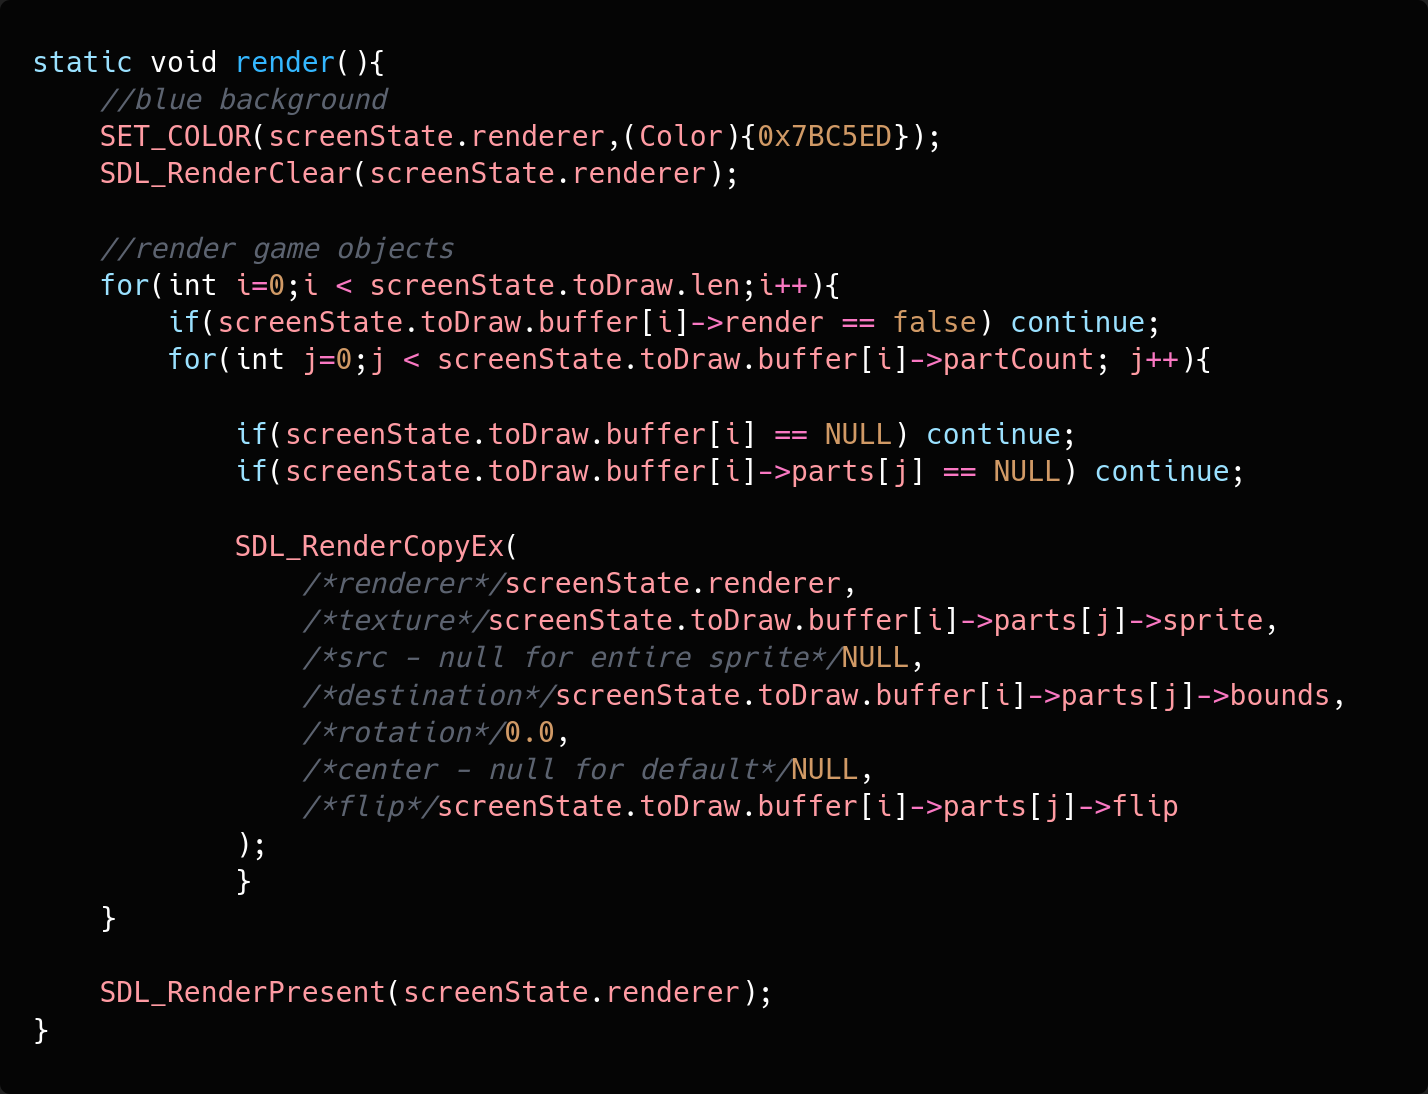 static void render(){
    //blue background
    SET_COLOR(screenState.renderer,(Color){0x7BC5ED});
    SDL_RenderClear(screenState.renderer);

    //render game objects
    for(int i=0;i < screenState.toDraw.len;i++){
        if(screenState.toDraw.buffer[i]->render == false) continue;
        for(int j=0;j < screenState.toDraw.buffer[i]->partCount; j++){

            if(screenState.toDraw.buffer[i] == NULL) continue;
            if(screenState.toDraw.buffer[i]->parts[j] == NULL) continue;

            SDL_RenderCopyEx(
                /*renderer*/screenState.renderer,
                /*texture*/screenState.toDraw.buffer[i]->parts[j]->sprite,
                /*src - null for entire sprite*/NULL,
                /*destination*/screenState.toDraw.buffer[i]->parts[j]->bounds,
                /*rotation*/0.0,
                /*center - null for default*/NULL,
                /*flip*/screenState.toDraw.buffer[i]->parts[j]->flip
            );
            }
    }

    SDL_RenderPresent(screenState.renderer);
}